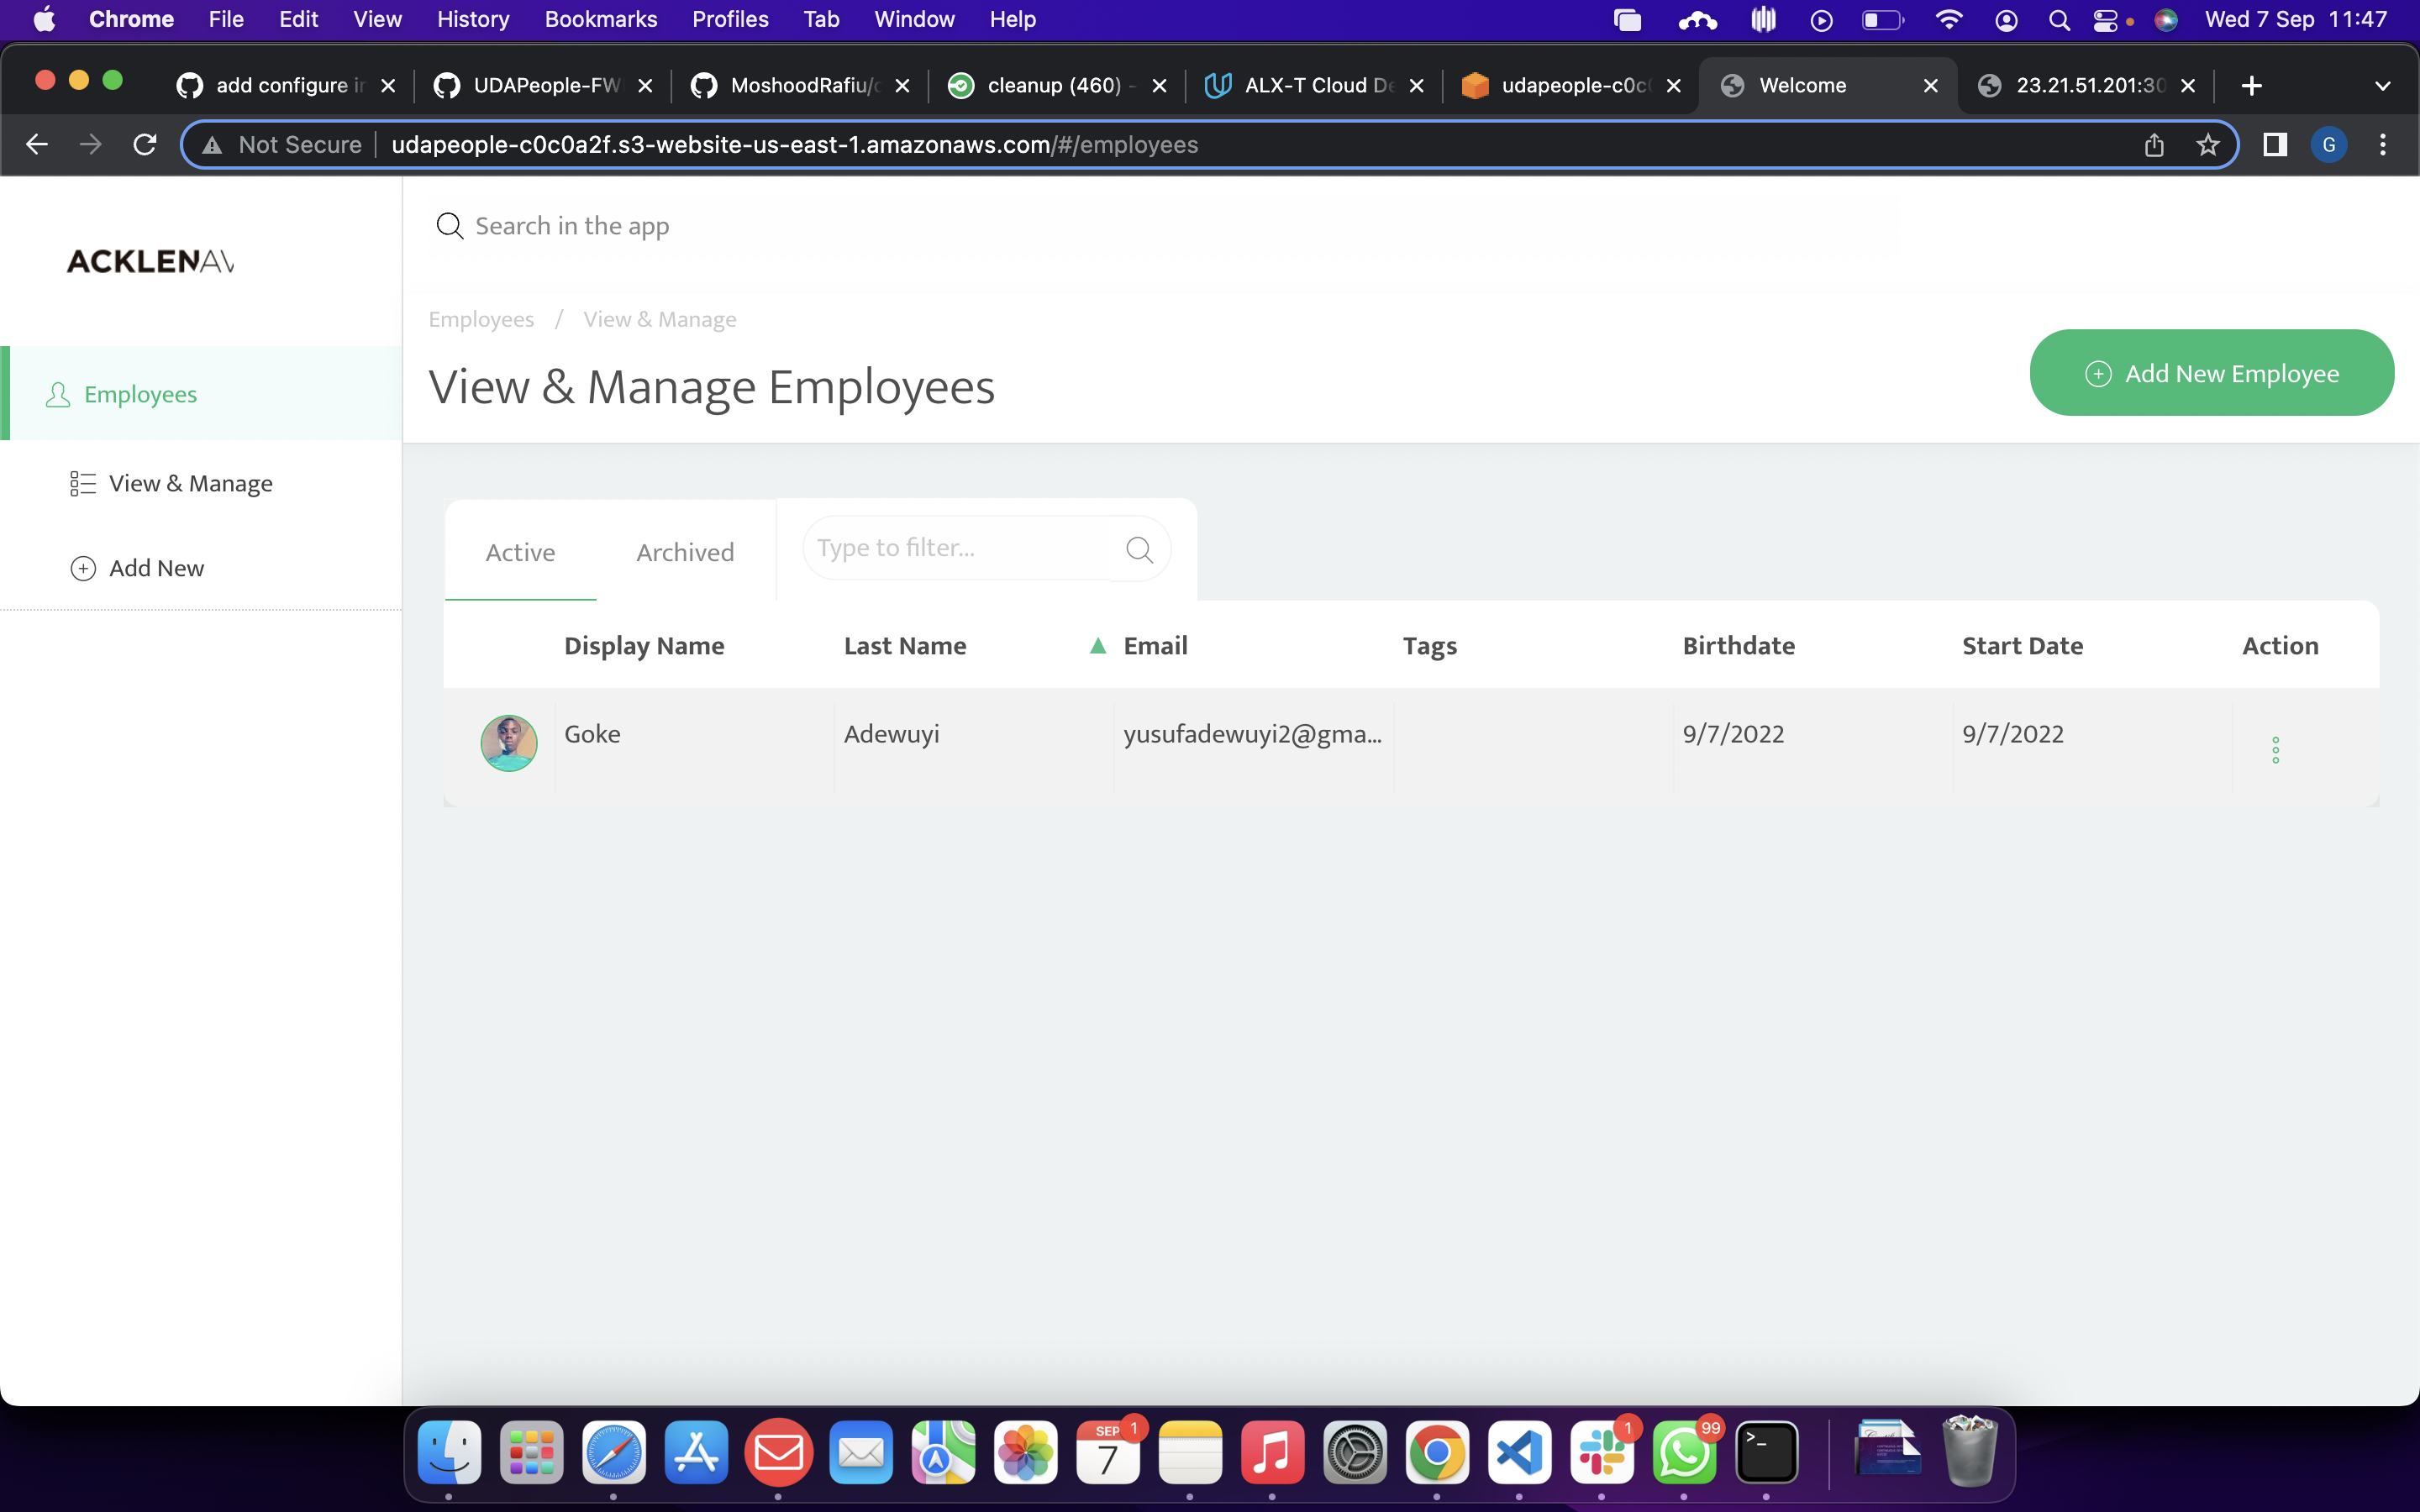 Chrome File Edit View History Bookmarks Profiles Tab Window Help Wed 7 Sep 11:47
add configure in UDAPeople-FW MoshoodRafiu/c cleanup (460) - ALX-T Cloud De udapeople-c0c Welcome 23.21.51.201:30
Not Secure udapeople-c0c0a2f.s3-website-us-east-1.amazonaws.com/#/employees G
Search in the app
ACKLENAV
Employees / View & Manage
View & Manage Employees
Add New Employee
Employees
View & Manage
Add New
Active Archived Type to filter...
Display Name Last Name Email Tags Birthdate Start Date Action
Goke Adewuyi yusufadewuyi2@gma... 9/7/2022 9/7/2022
SEP 7 1 1 99